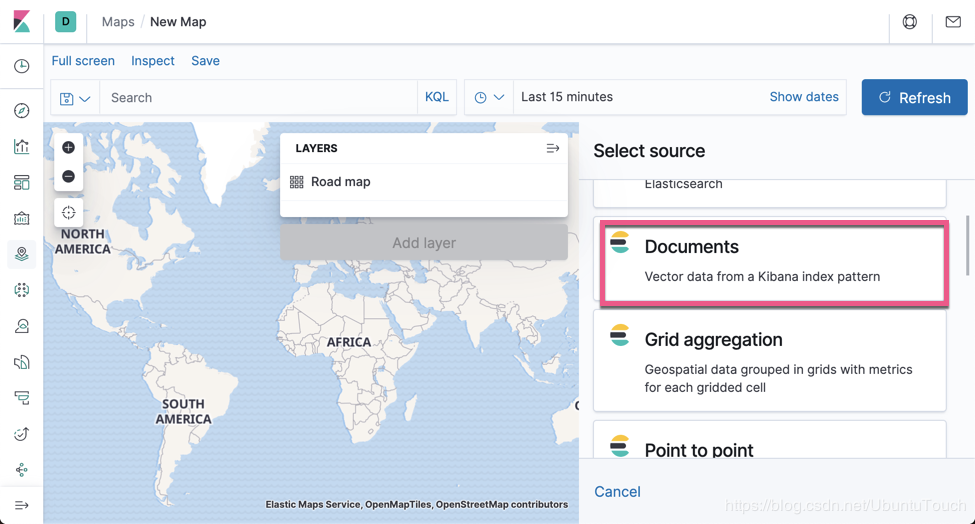 D
Maps / New Map
Full screen Inspect Save
Search KQL
Last 15 minutes Show dates
Refresh
LAYERS
Road map
Add layer
NORTH
AMERICA
AFRICA
SOUTH
AMERICA
Elastic Maps Service, OpenMapTiles, OpenStreetMap contributors
Select source
Elasticsearch
Documents
Vector data from a Kibana index pattern
Grid aggregation
Geospatial data grouped in grids with metrics
for each gridded cell
Point to point
Cancel
https://blog.csdn.net/UbuntuTouch